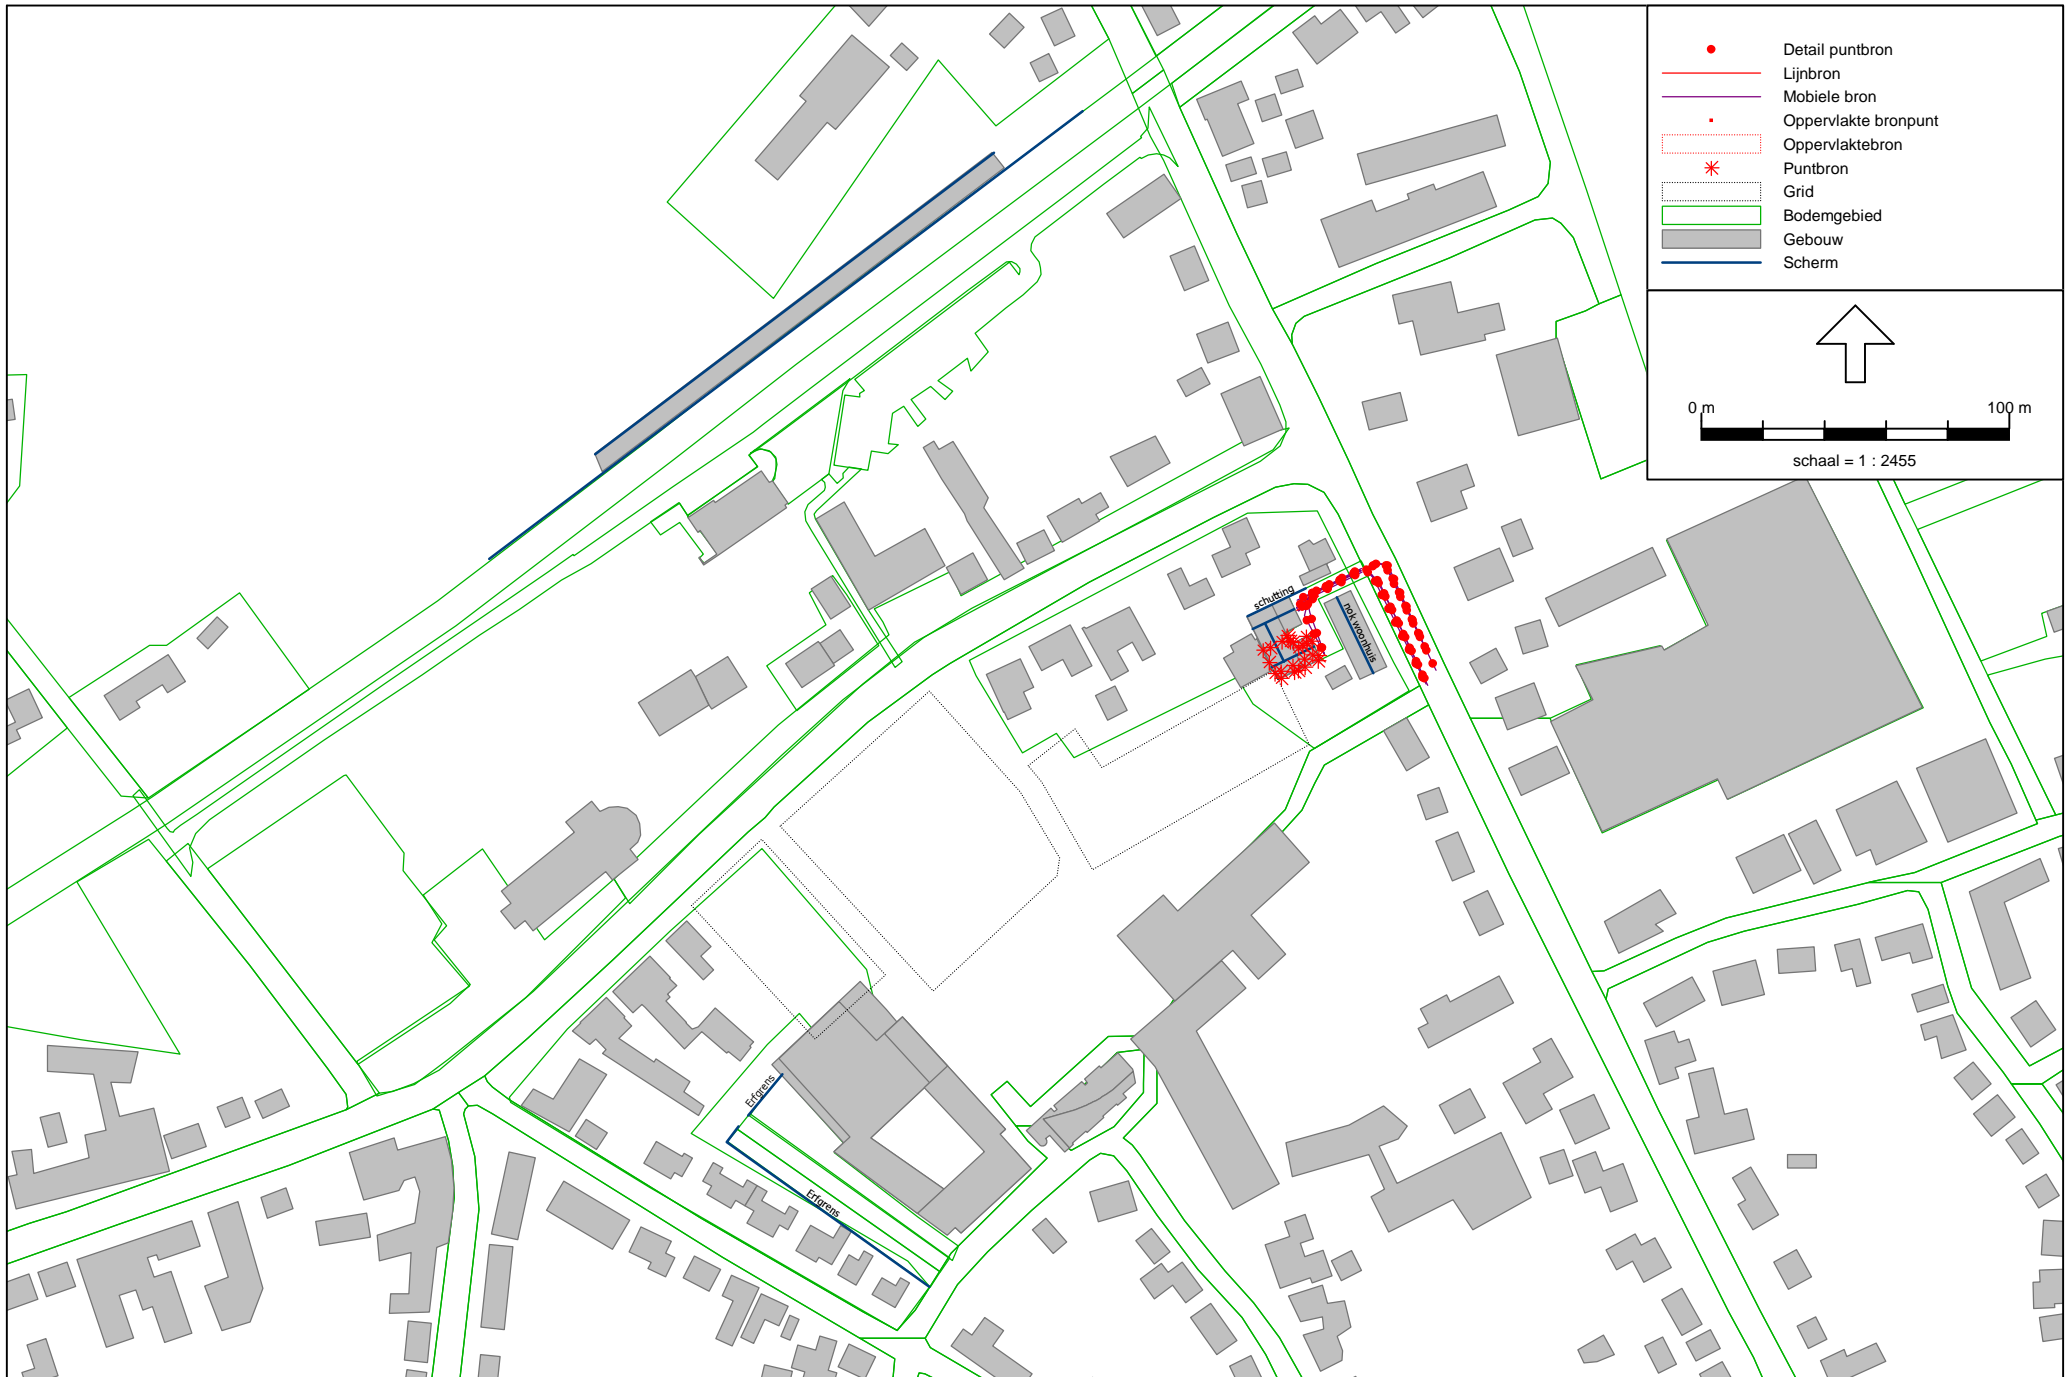 Detail puntbron
Lijnbron
Mobiele bron
Oppervlakte bronpunt
Oppervlaktebron
Puntbron
Grid
Bodemgebied
Gebouw
Scherm
0 m 100 m
schaal = 1 : 2455
schutting
nok woonhuis
Erfgrens
Erfgrens